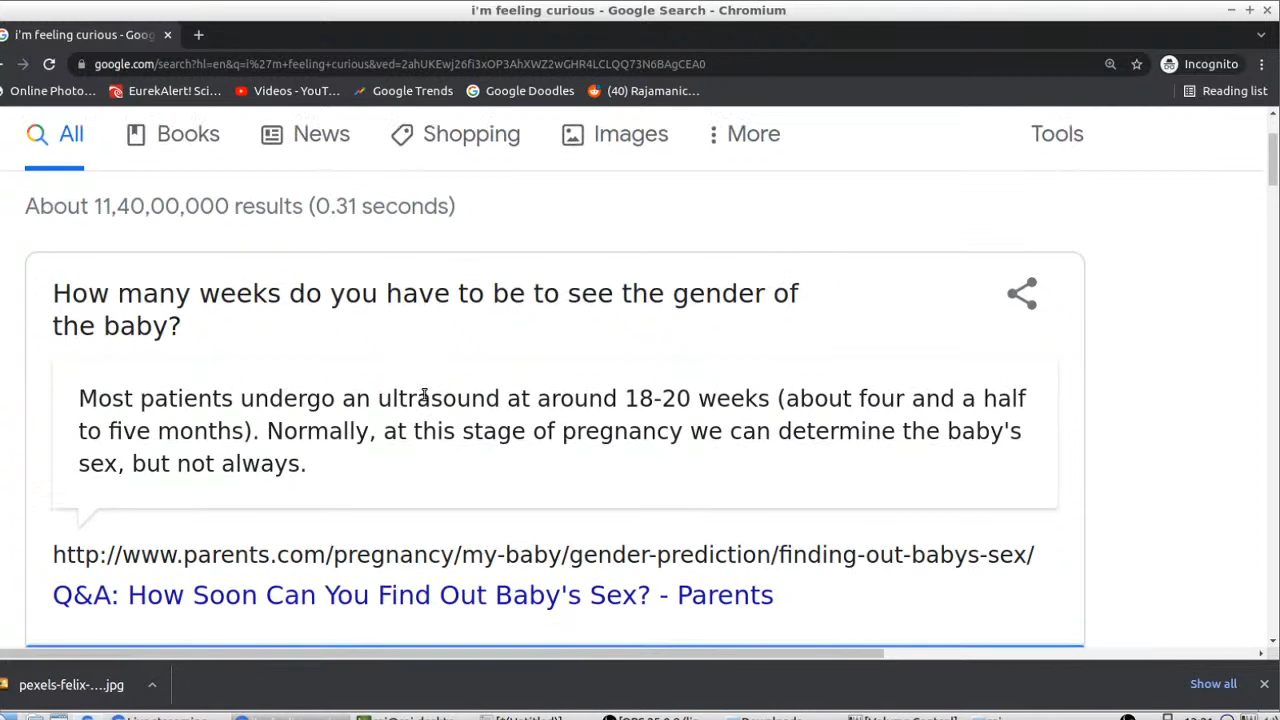 i'm feeling curious - Google Search - Chromium
i'm feeling curious - Goog
google.com/search?hl=en&q=i%27m+feeling+curious&ved=2ahUKEwj26fi3xOP3AhXWZ2wGHR4LCLQQ73N6BAgCEA0
Incognito
Online Photo... EurekAlert! Sci... Videos - YouT... Google Trends Google Doodles (40) Rajamanic... Reading list
All Books News Shopping Images More Tools
About 11,40,00,000 results (0.31 seconds)
How many weeks do you have to be to see the gender of
the baby?
Most patients undergo an ultrasound at around 18-20 weeks (about four and a half
to five months). Normally, at this stage of pregnancy we can determine the baby's
sex, but not always.
http://www.parents.com/pregnancy/my-baby/gender-prediction/finding-out-babys-sex/
Q&A: How Soon Can You Find Out Baby's Sex? - Parents
pexels-felix-....jpg Show all